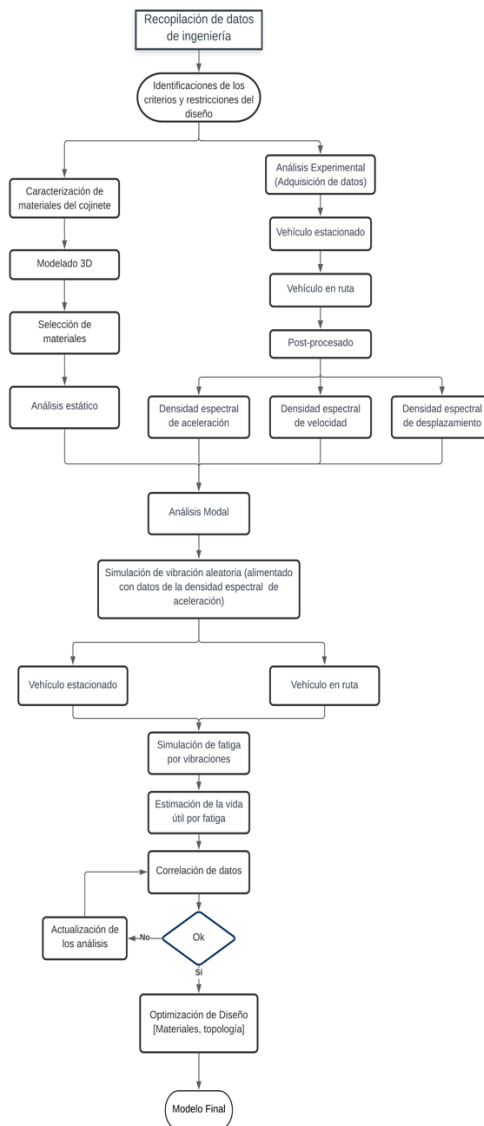 Recopilación de datos
de ingeniería
Identificaciones de los
criterios y restricciones del
diseño
Caracterización de
materiales del cojinete
Modelado 3D
Selección de
materiales
Análisis estático
Análisis Experimental
(Adquisición de datos)
Vehículo estacionado
Vehículo en ruta
Post-procesado
Densidad espectral
de aceleración
Densidad espectral
de velocidad
Densidad espectral
de desplazamiento
Análisis Modal
Simulación de vibración aleatoria (alimentado
con datos de la densidad espectral de
aceleración)
Vehículo estacionado
Vehículo en ruta
Simulación de fatiga
por vibraciones
Estimación de la vida
útil por fatiga
Correlación de datos
Actualización de
los análisis
No
Ok
Sí
Optimización de Diseño
[Materiales, topología]
Modelo Final